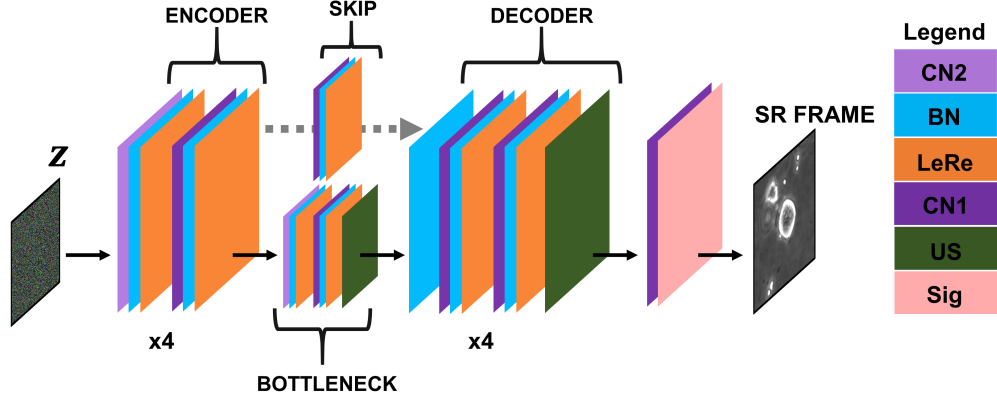 ENCODER
SKIP
DECODER
Legend
CN2
BN
LeRe
CN1
US
Sig
Z
SR FRAME
x4
x4
BOTTLENECK